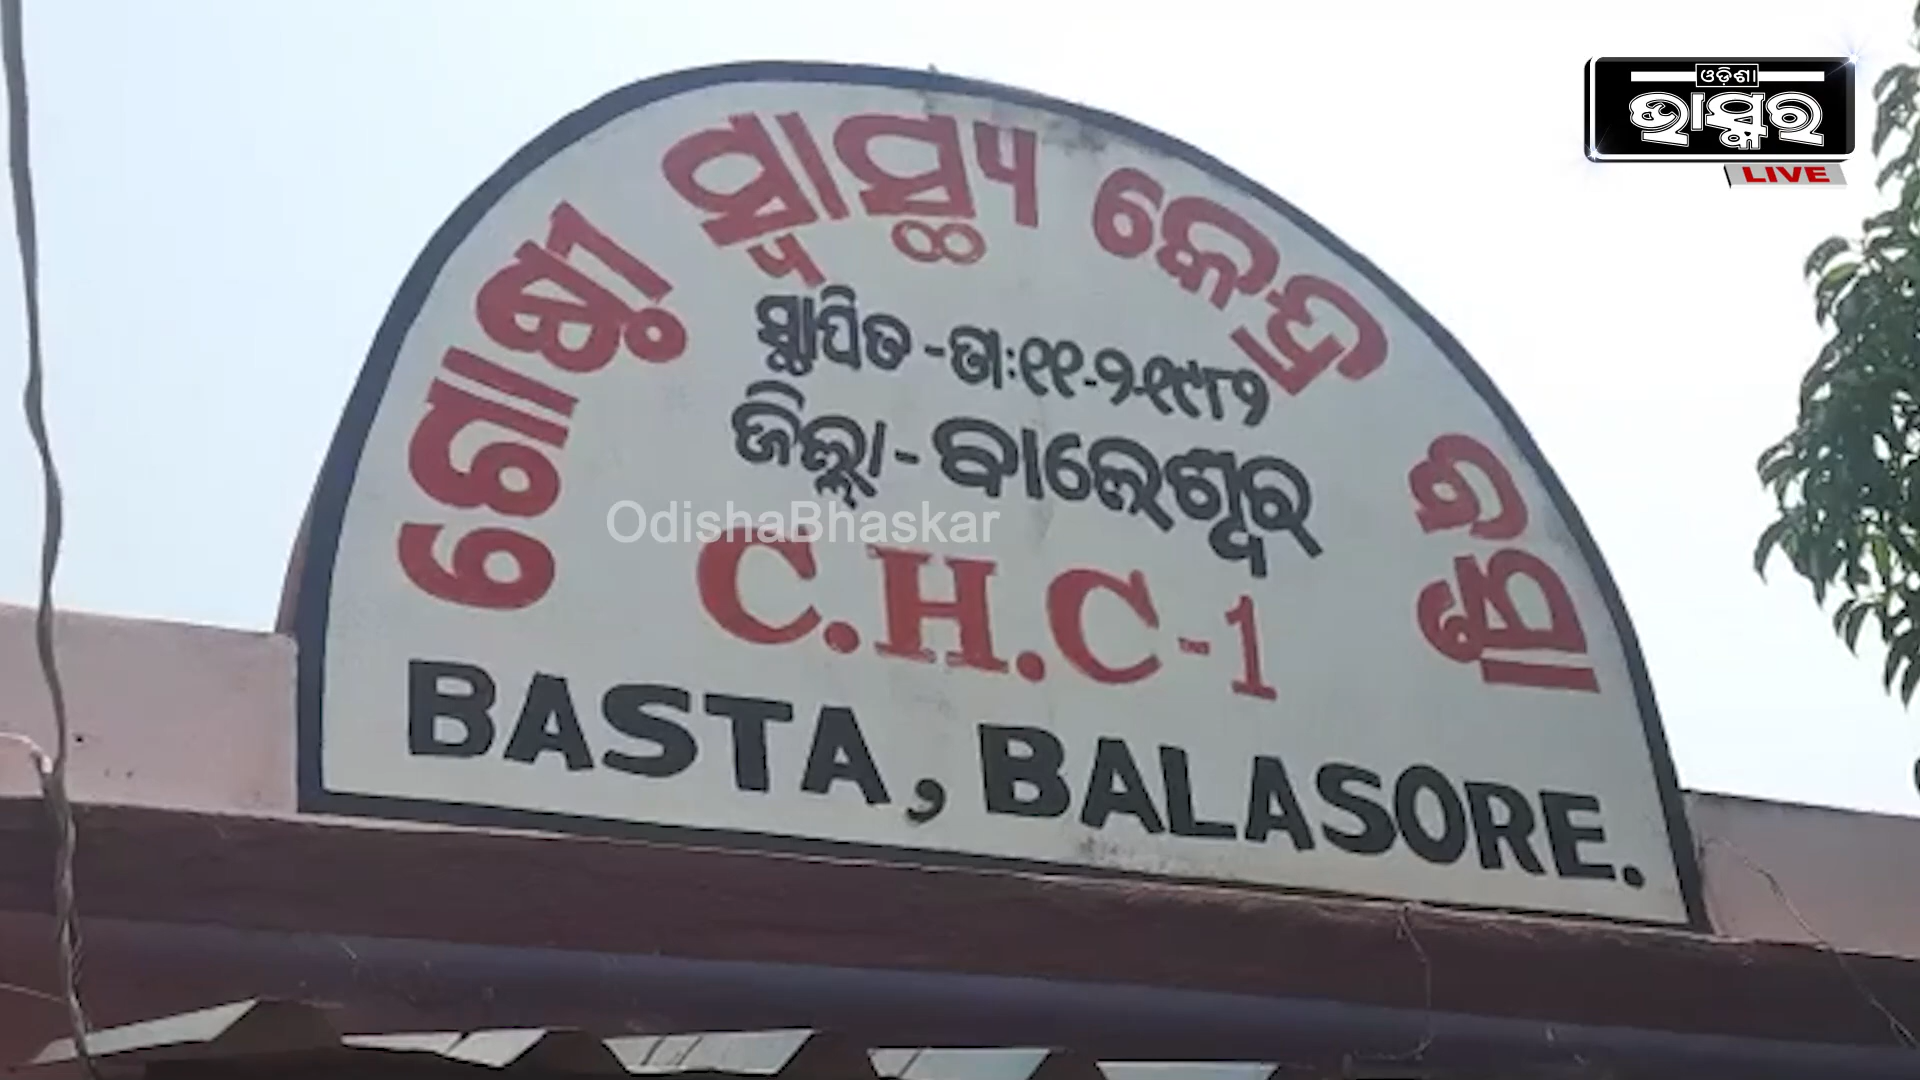 ଗୋଷ୍ଠୀ ସ୍ୱାସ୍ଥ୍ୟ କେନ୍ଦ୍ର ବସ୍ତା
ସ୍ଥାପିତ - ତା:୧୧-୨-୧୯୮୨
ଜିଲ୍ଲା - ବାଲେଶ୍ୱର
C.H.C - 1
BASTA, BALASORE.
OdishaBhaskar
ଓଡ଼ିଶା
ଭାସ୍କର
LIVE